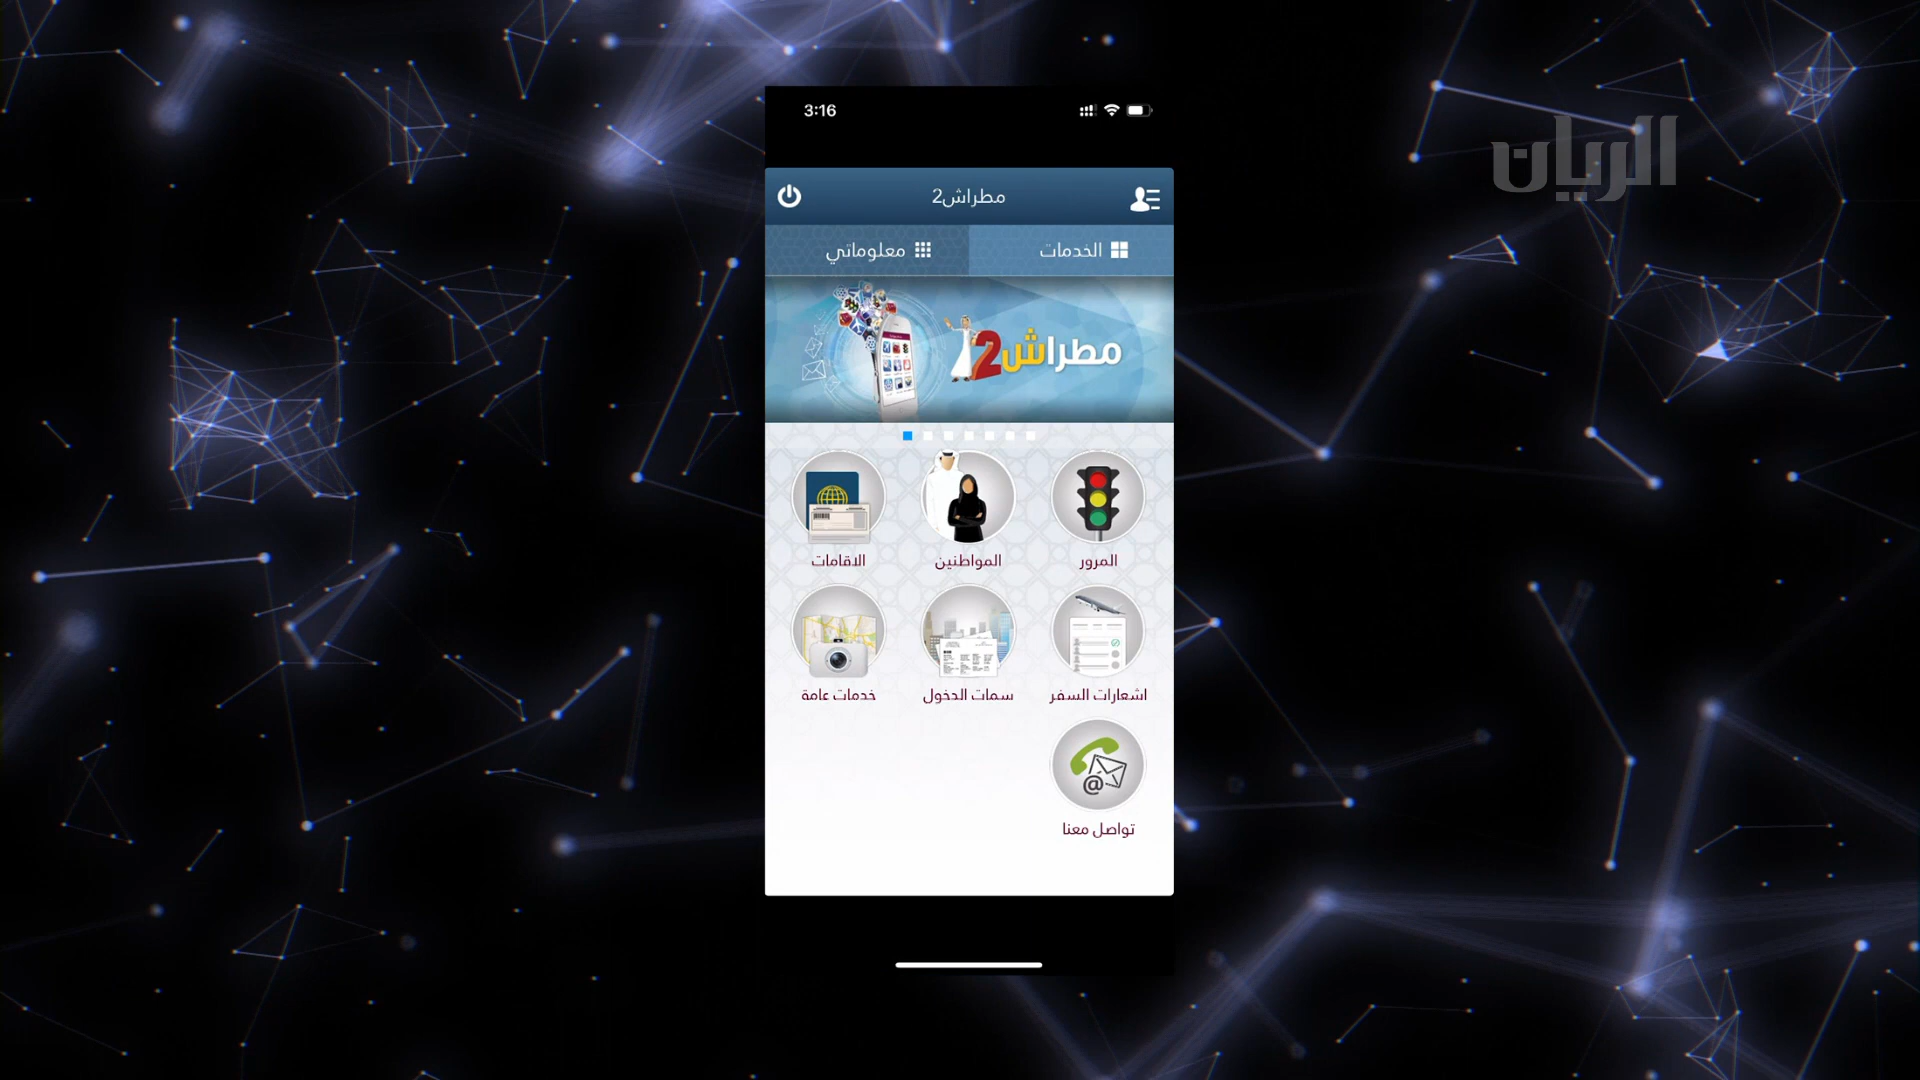 الريان
3:16
مطراش2
الخدمات
معلوماتي
مطراش2
المرور
المواطنين
الاقامات
اشعارات السفر
سمات الدخول
خدمات عامة
تواصل معنا